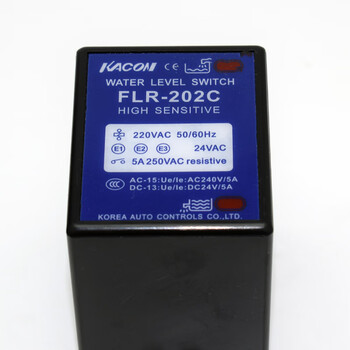 KACON
WATER LEVEL SWITCH
FLR-202C
HIGH SENSITIVE
220VAC 50/60Hz
E1 E2 E3 24VAC
5A 250VAC resistive
AC-15:Ue/Ie:AC240V/5A
DC-13:Ue/Ie:DC24V/5A
KOREA AUTO CONTROLS CO.,LTD.